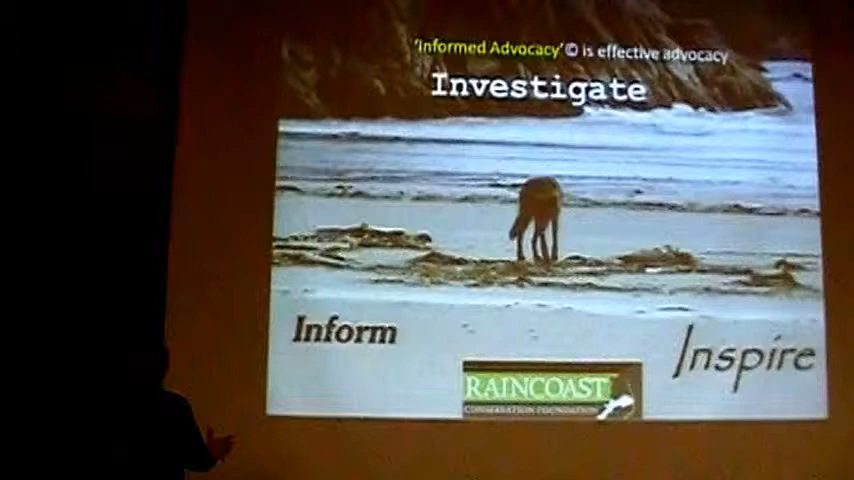 'Informed Advocacy'© is effective advocacy
Investigate
Inform
Inspire
RAINCOAST
CONSERVATION FOUNDATION